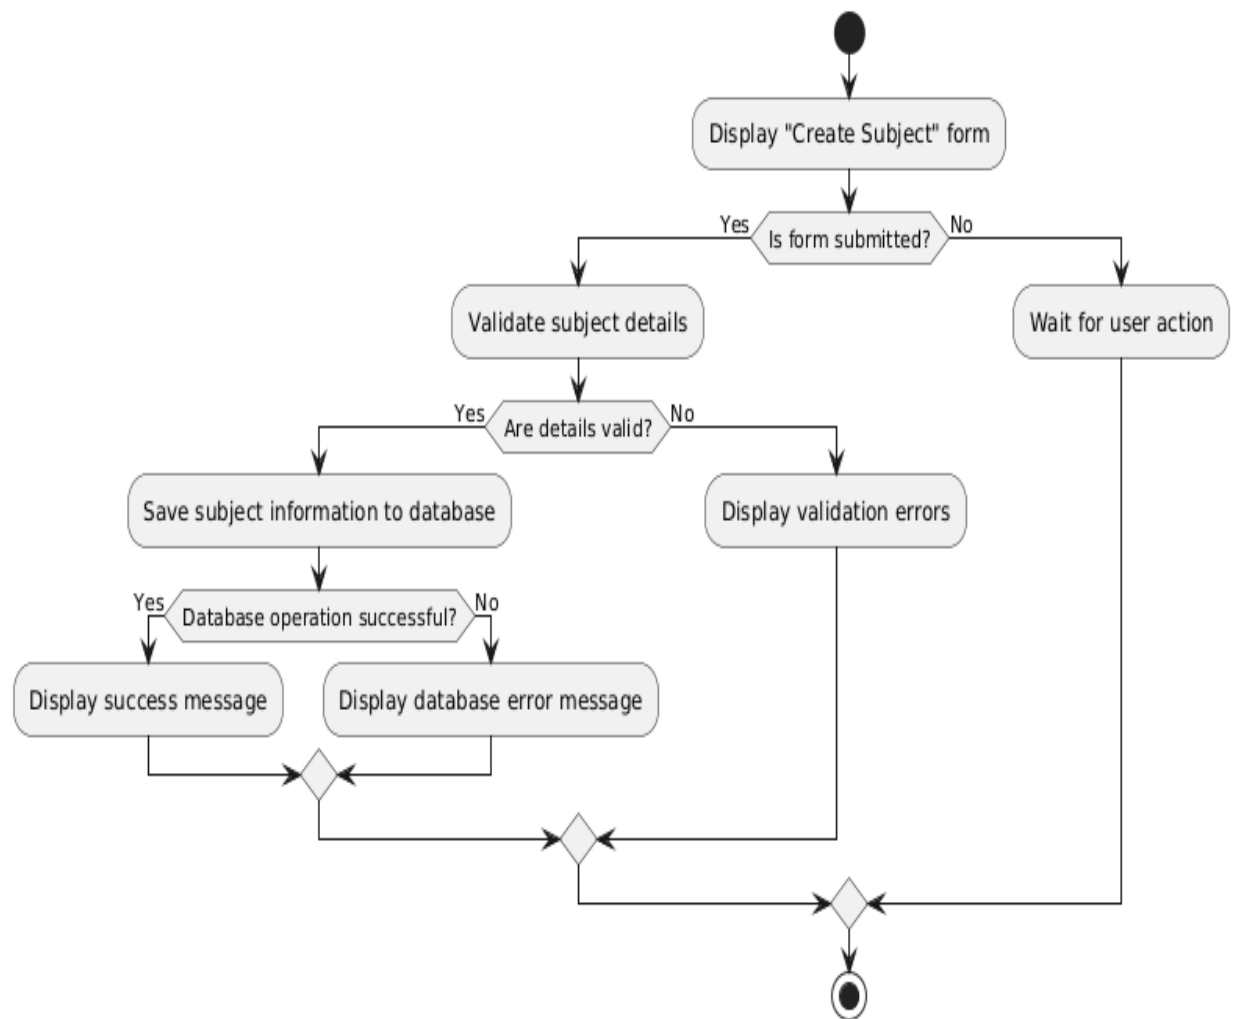 Display "Create Subject" form
Yes
Is form submitted?
No
Validate subject details
Wait for user action
Yes
Are details valid?
No
Save subject information to database
Display validation errors
Yes
Database operation successful?
No
Display success message
Display database error message